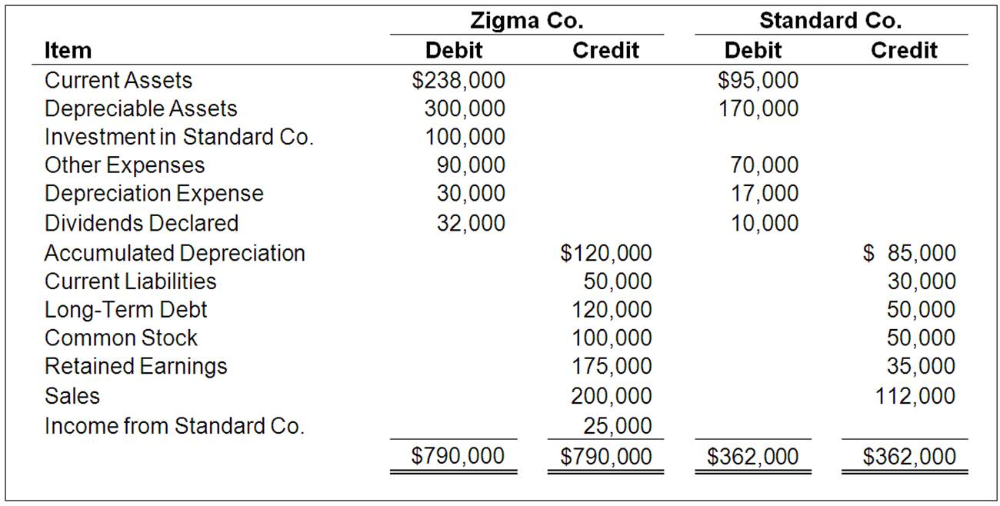 Zigma Co. Standard Co.
Item Debit Credit Debit Credit
Current Assets $238,000 $95,000
Depreciable Assets 300,000 170,000
Investment in Standard Co. 100,000
Other Expenses 90,000 70,000
Depreciation Expense 30,000 17,000
Dividends Declared 32,000 10,000
Accumulated Depreciation $120,000 $ 85,000
Current Liabilities 50,000 30,000
Long-Term Debt 120,000 50,000
Common Stock 100,000 50,000
Retained Earnings 175,000 35,000
Sales 200,000 112,000
Income from Standard Co. 25,000
$790,000 $790,000 $362,000 $362,000